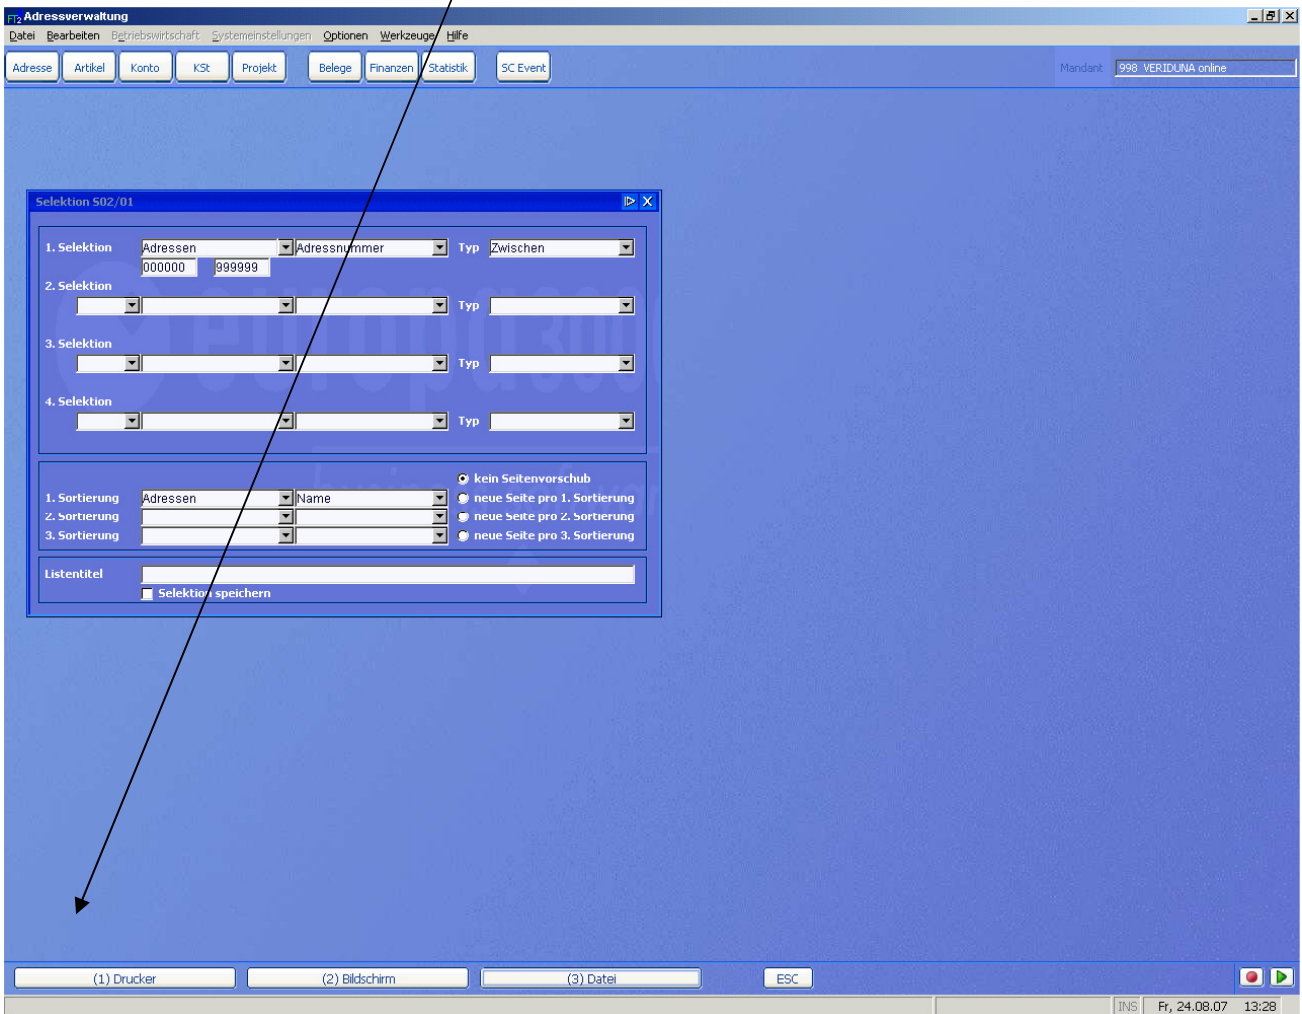 FT2 Adressverwaltung
Datei Bearbeiten Betriebswirtschaft Systemeinstellungen Optionen Werkzeuge Hilfe
Adresse Artikel Konto KSt Projekt Belege Finanzen Statistik SC Event Mandant 998 VERIDUNA online
Selektion S02/01
1. Selektion Adressen Adressnummer Typ Zwischen
000000 999999
2. Selektion
Typ
3. Selektion
Typ
4. Selektion
Typ
europa3000
kein Seitenvorschub
1. Sortierung Adressen Name neue Seite pro 1. Sortierung
2. Sortierung neue Seite pro 2. Sortierung
3. Sortierung neue Seite pro 3. Sortierung
Listentitel
Selektion speichern
(1) Drucker (2) Bildschirm (3) Datei ESC
INS Fr, 24.08.07 13:28